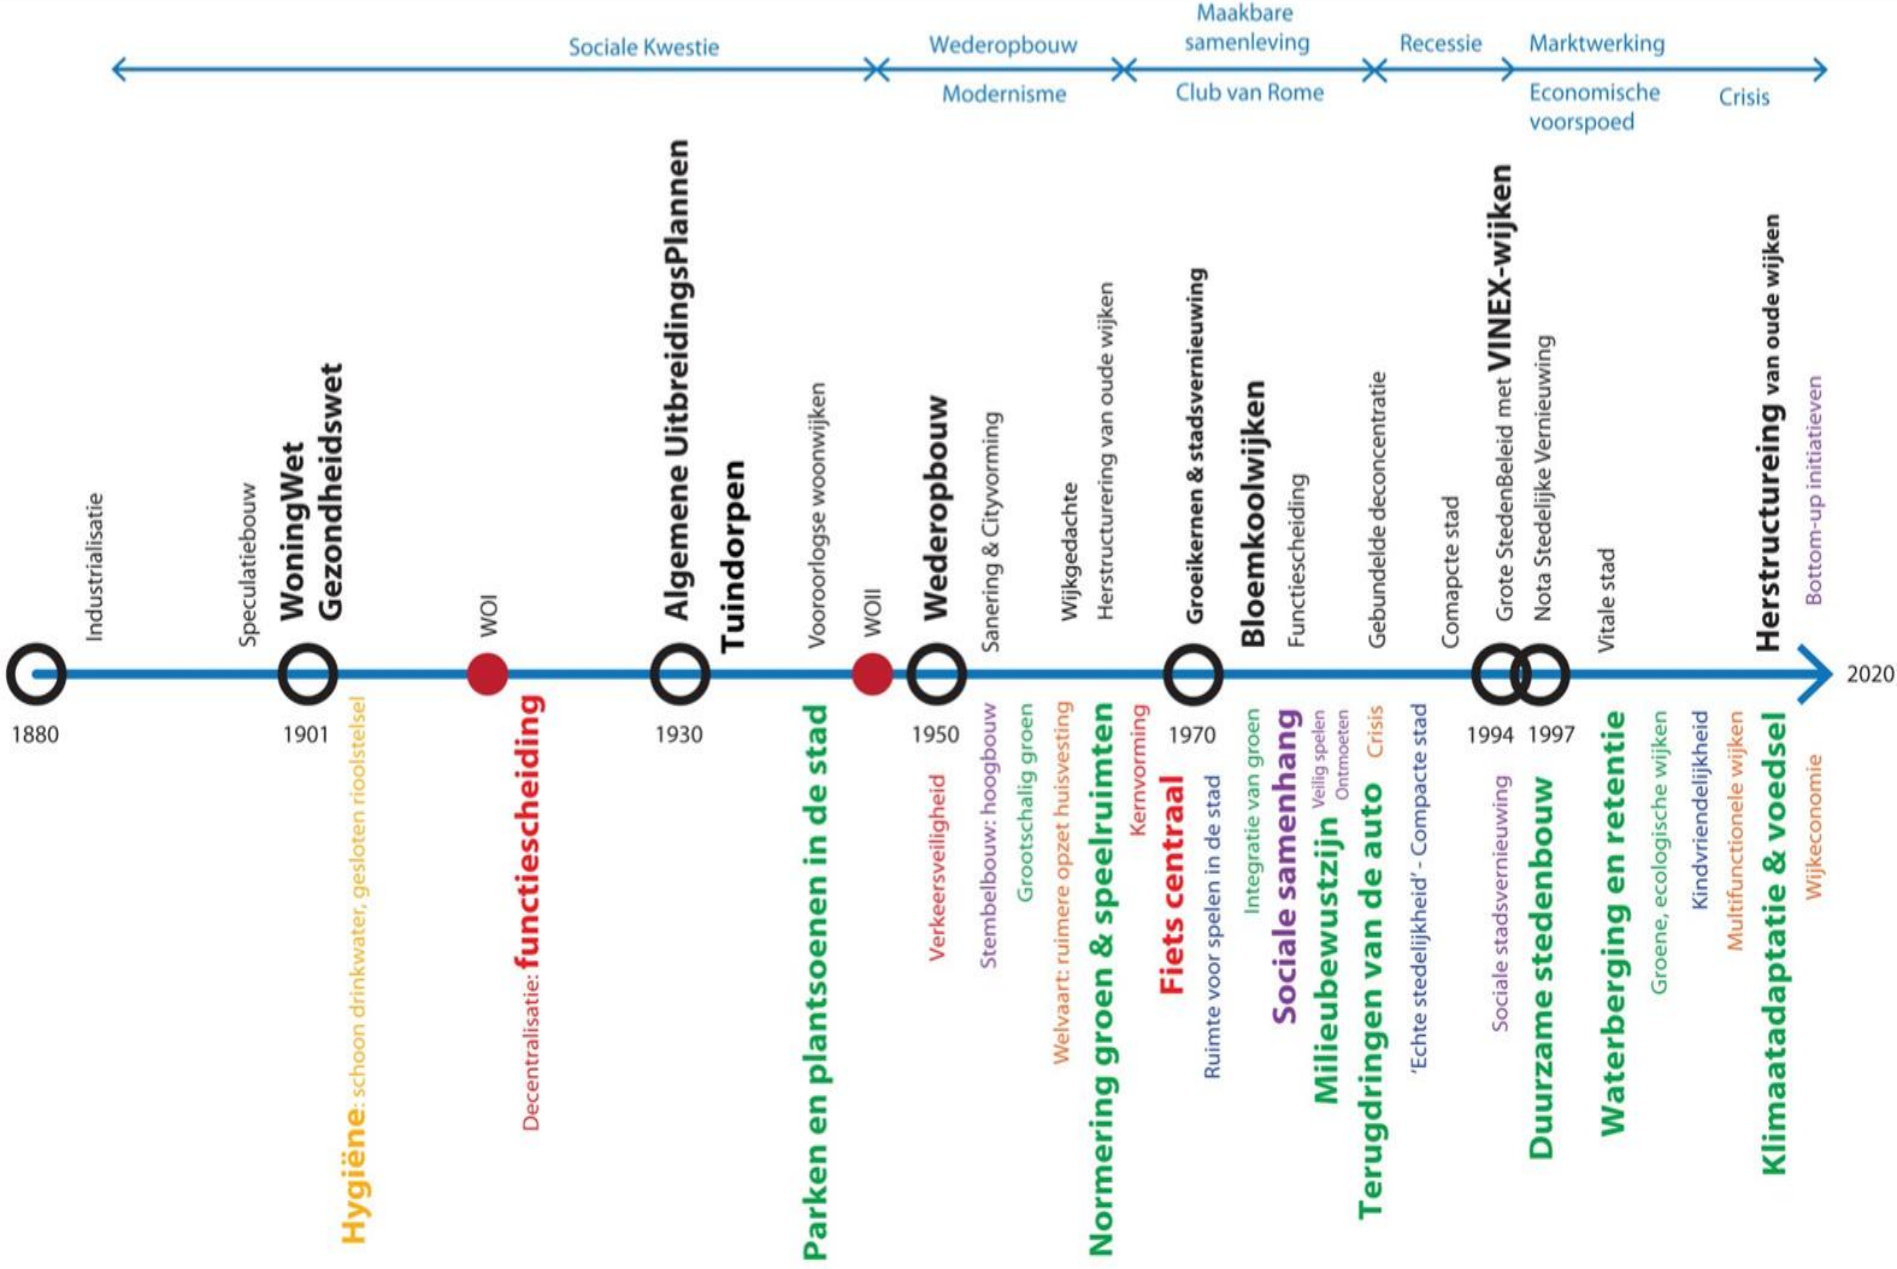 Sociale Kwestie
Wederopbouw
Maakbare
samenleving
Recessie
Marktwerking
Modernisme
Club van Rome
Economische
voorspoed
Crisis
Industrialisatie
Speculatiebouw
WoningWet
Gezondheidswet
WOI
Algemene UitbreidingsPlannen
Tuindorpen
Vooroorlogse woonwijken
WOII
Wederopbouw
Sanering & Cityvorming
Wijkgedachte
Herstructurering van oude wijken
Groeikernen & stadsvernieuwing
Bloemkoolwijken
Functiescheiding
Gebundelde deconcentratie
Comapcte stad
Grote StedenBeleid met VINEX-wijken
Nota Stedelijke Vernieuwing
Vitale stad
Herstructureing van oude wijken
Bottom-up initiatieven
1880
1901
1930
1950
1970
1994
1997
2020
Hygiëne: schoon drinkwater, gesloten rioolstelsel
Decentralisatie: functiescheiding
Parken en plantsoenen in de stad
Verkeersveiligheid
Stembelbouw: hoogbouw
Grootschalig groen
Welvaart: ruimere opzet huisvesting
Normering groen & speelruimten
Kernvorming
Fiets centraal
Ruimte voor spelen in de stad
Integratie van groen
Sociale samenhang
Veilig spelen
Ontmoeten
Milieubewustzijn
Crisis
Terugdringen van de auto
'Echte stedelijkheid' - Compacte stad
Sociale stadsvernieuwing
Duurzame stedenbouw
Waterberging en retentie
Groene, ecologische wijken
Kindvriendelijkheid
Multifunctionele wijken
Klimaatadaptatie & voedsel
Wijkeconomie